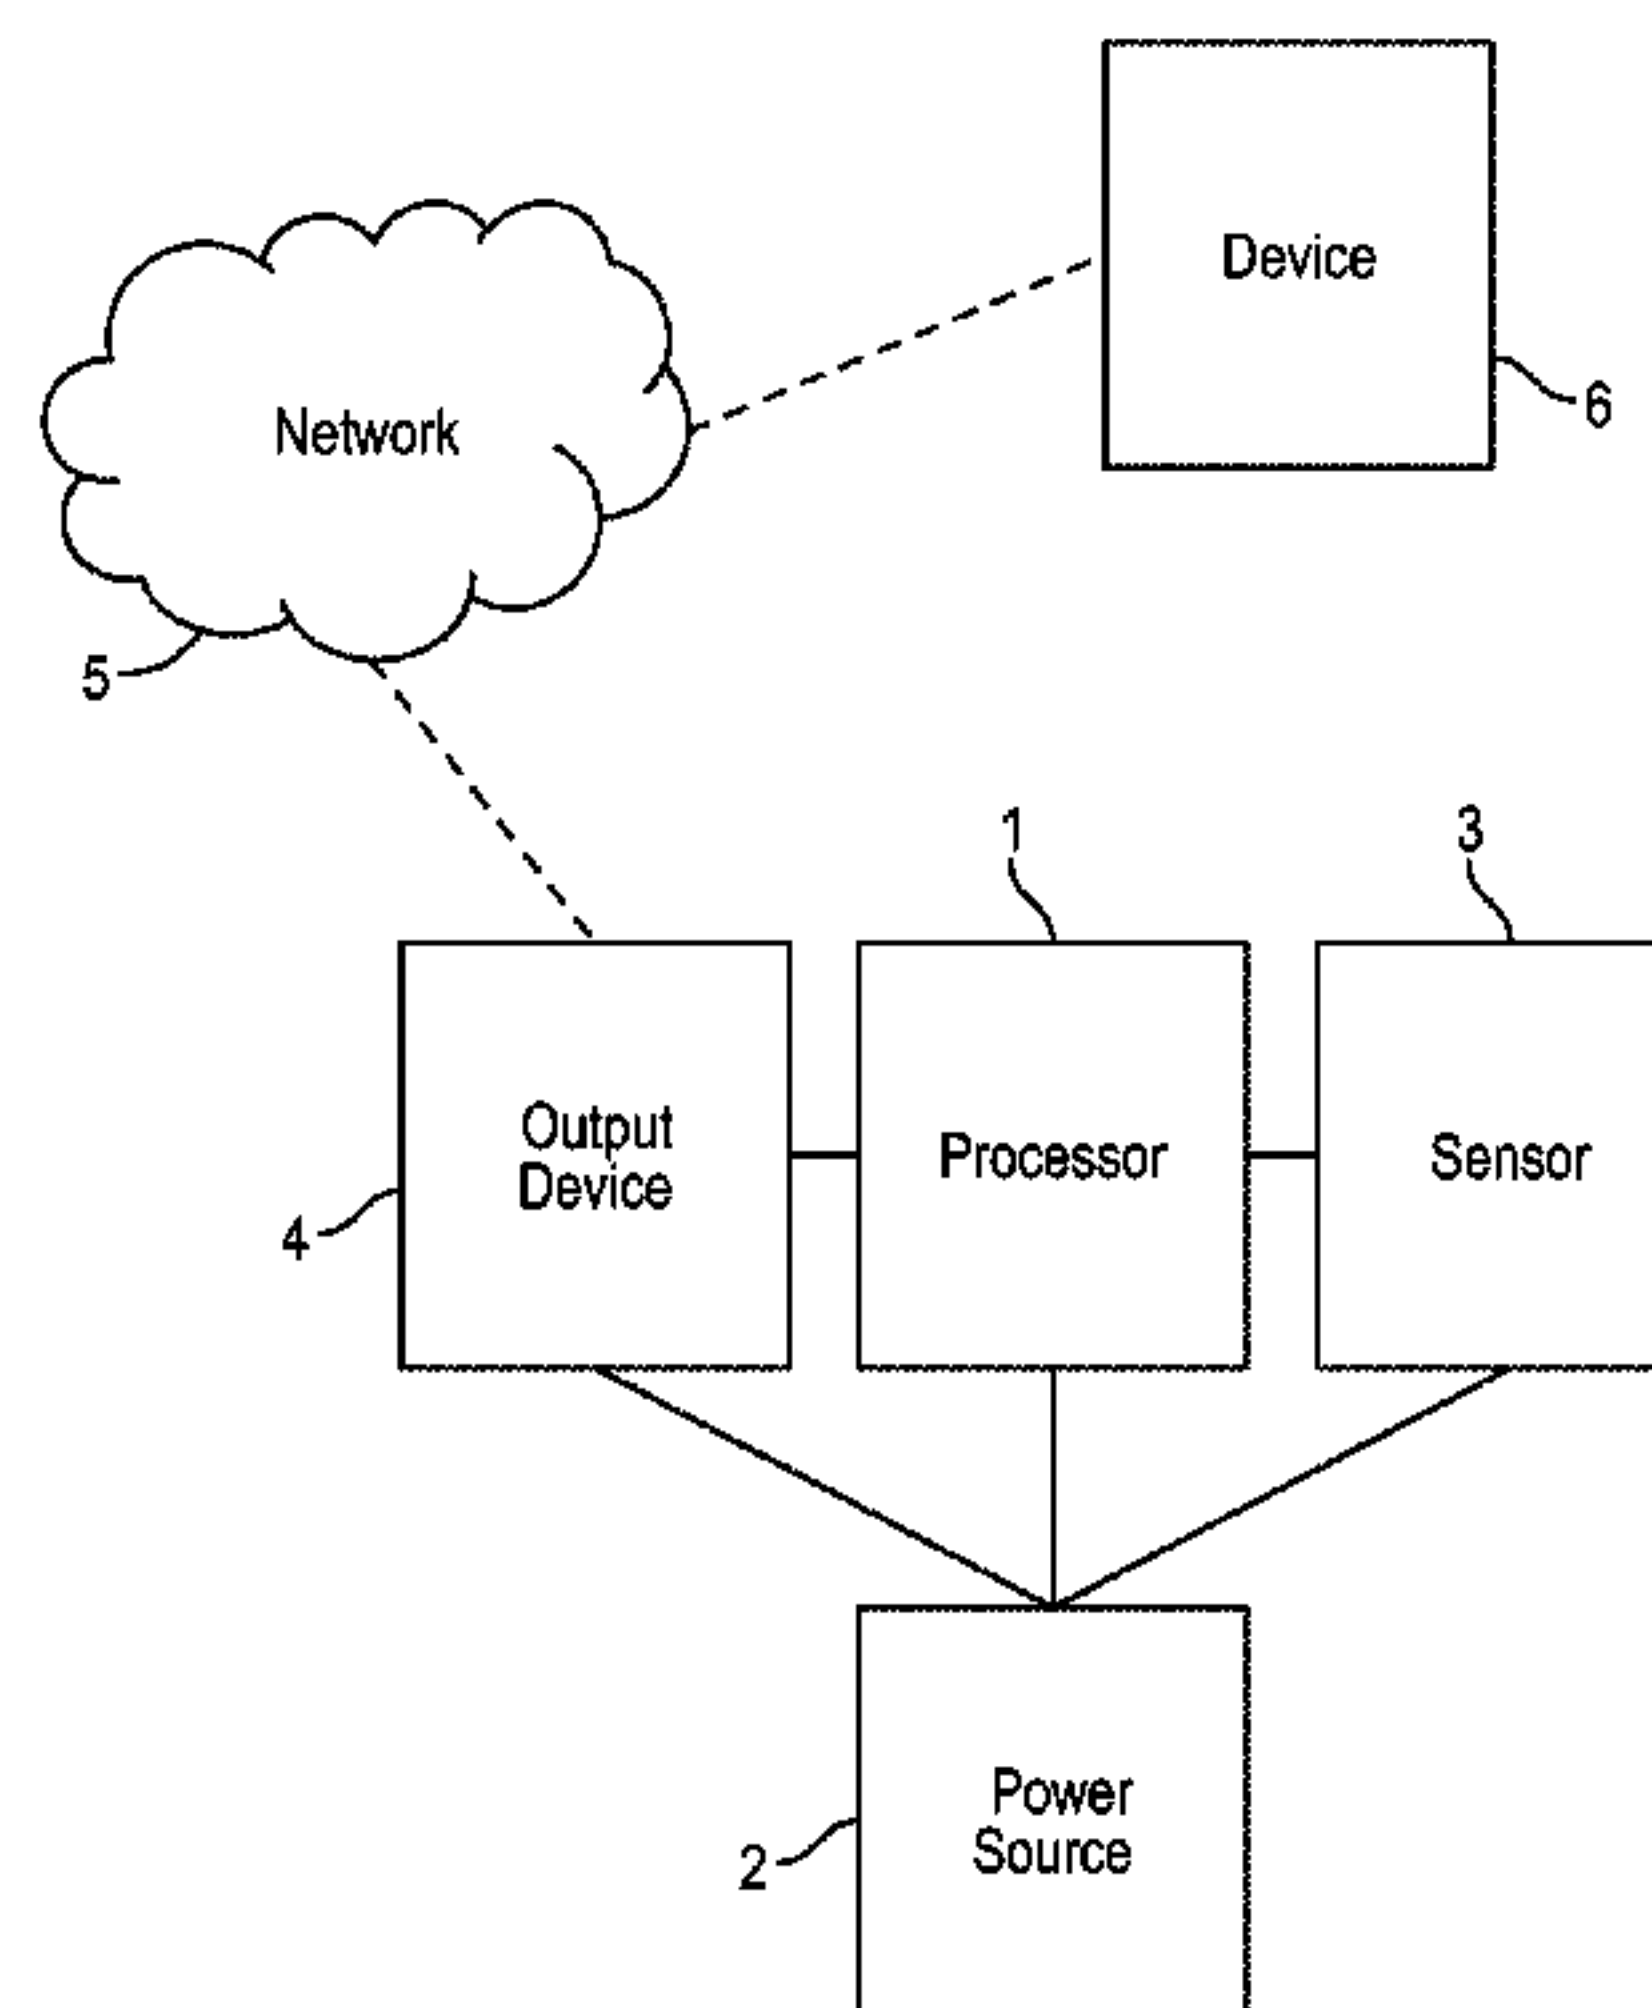 Device
6
Network
5
1
3
Output
Device
Processor
Sensor
4
Power
Source
2